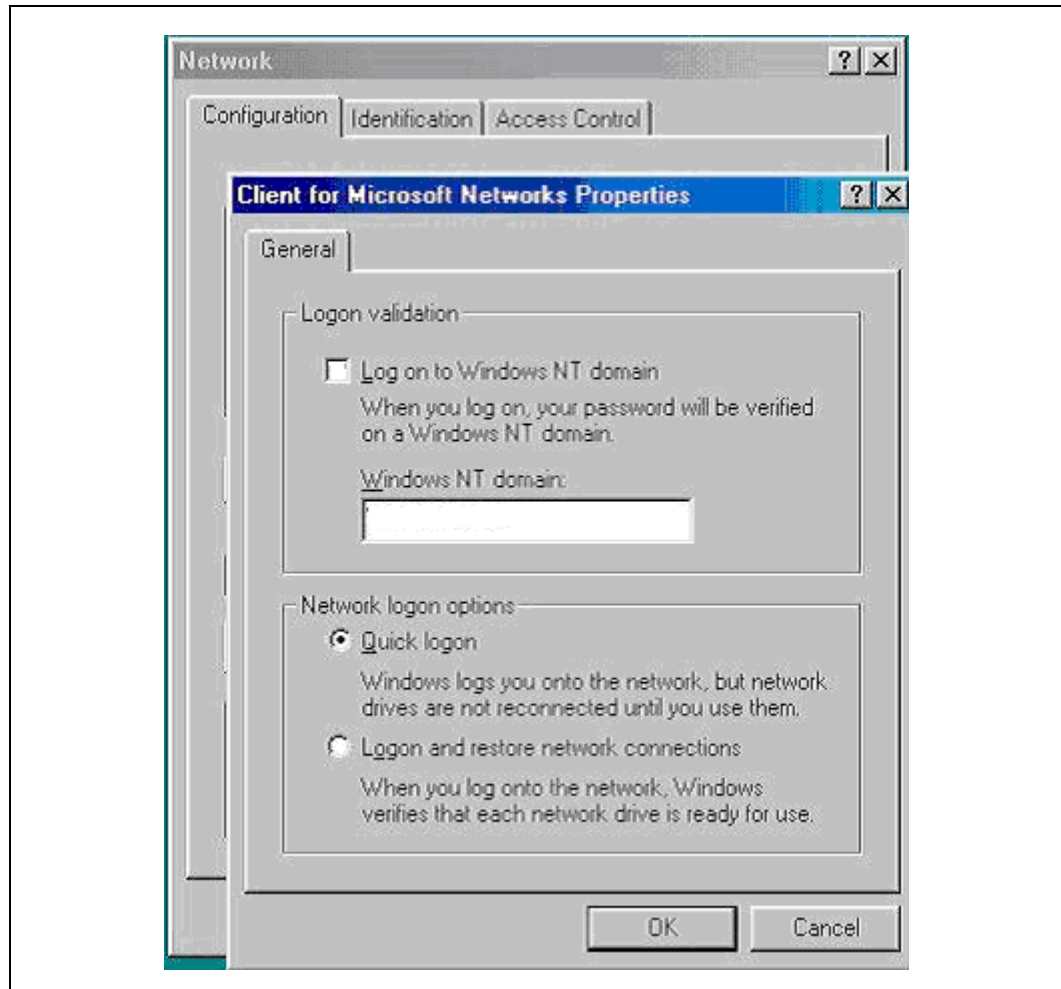 Network
Configuration
Identification
Access Control
Client for Microsoft Networks Properties
General
Logon validation
Log on to Windows NT domain
When you log on, your password will be verified
on a Windows NT domain.
Windows NT domain:
Network logon options
Quick logon
Windows logs you onto the network, but network
drives are not reconnected until you use them.
Logon and restore network connections
When you log onto the network, Windows
verifies that each network drive is ready for use.
OK
Cancel